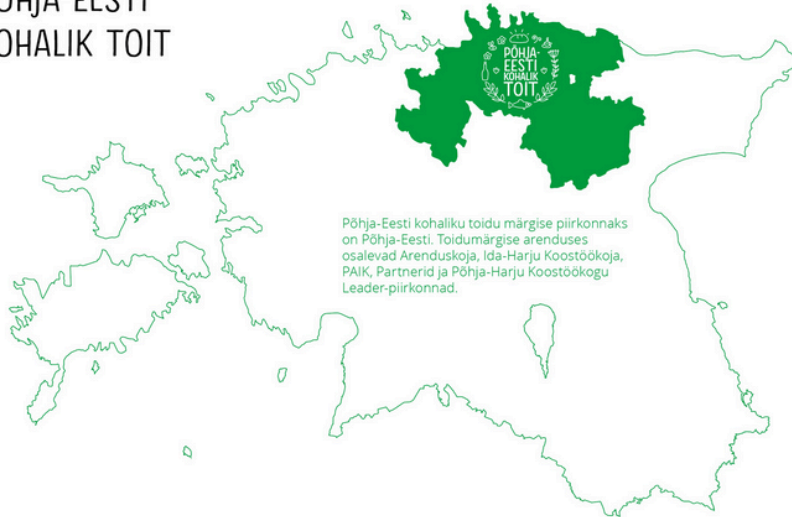 ÕHJA EESTI
OHALIK TOIT
PÕHJA-
EESTI
KOHALIK
TOIT
Põhja-Eesti kohaliku toidu märgise piirkonnaks
on Põhja-Eesti. Toidumärgise arenduses
osalevad Arenduskoja, Ida-Harju Koostöökoja,
PAIK, Partnerid ja Põhja-Harju Koostöökogu
Leader-piirkonnad.